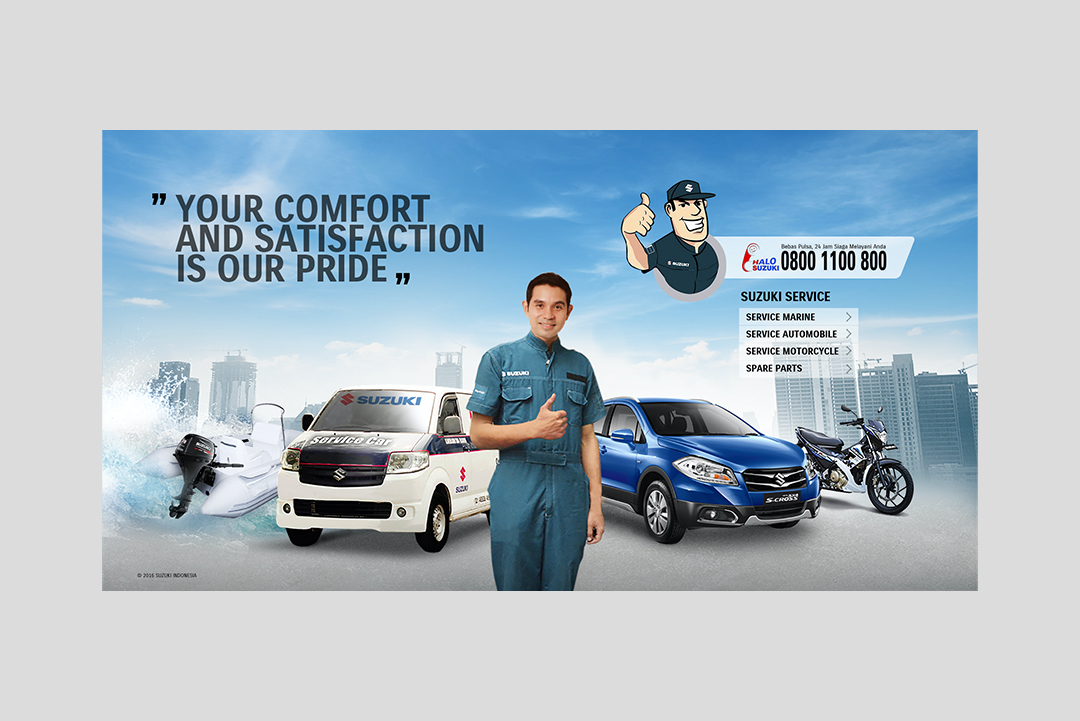 " YOUR COMFORT
AND SATISFACTION
IS OUR PRIDE "
SUZUKI
Bebas Pulsa, 24 Jam Siaga Melayani Anda
HALO
SUZUKI
0800 1100 800
SUZUKI SERVICE
SERVICE MARINE
SERVICE AUTOMOBILE
SERVICE MOTORCYCLE
SPARE PARTS
SUZUKI
SUZUKI
Service Car
SUZUKI
S-CROSS
© 2016 SUZUKI INDONESIA